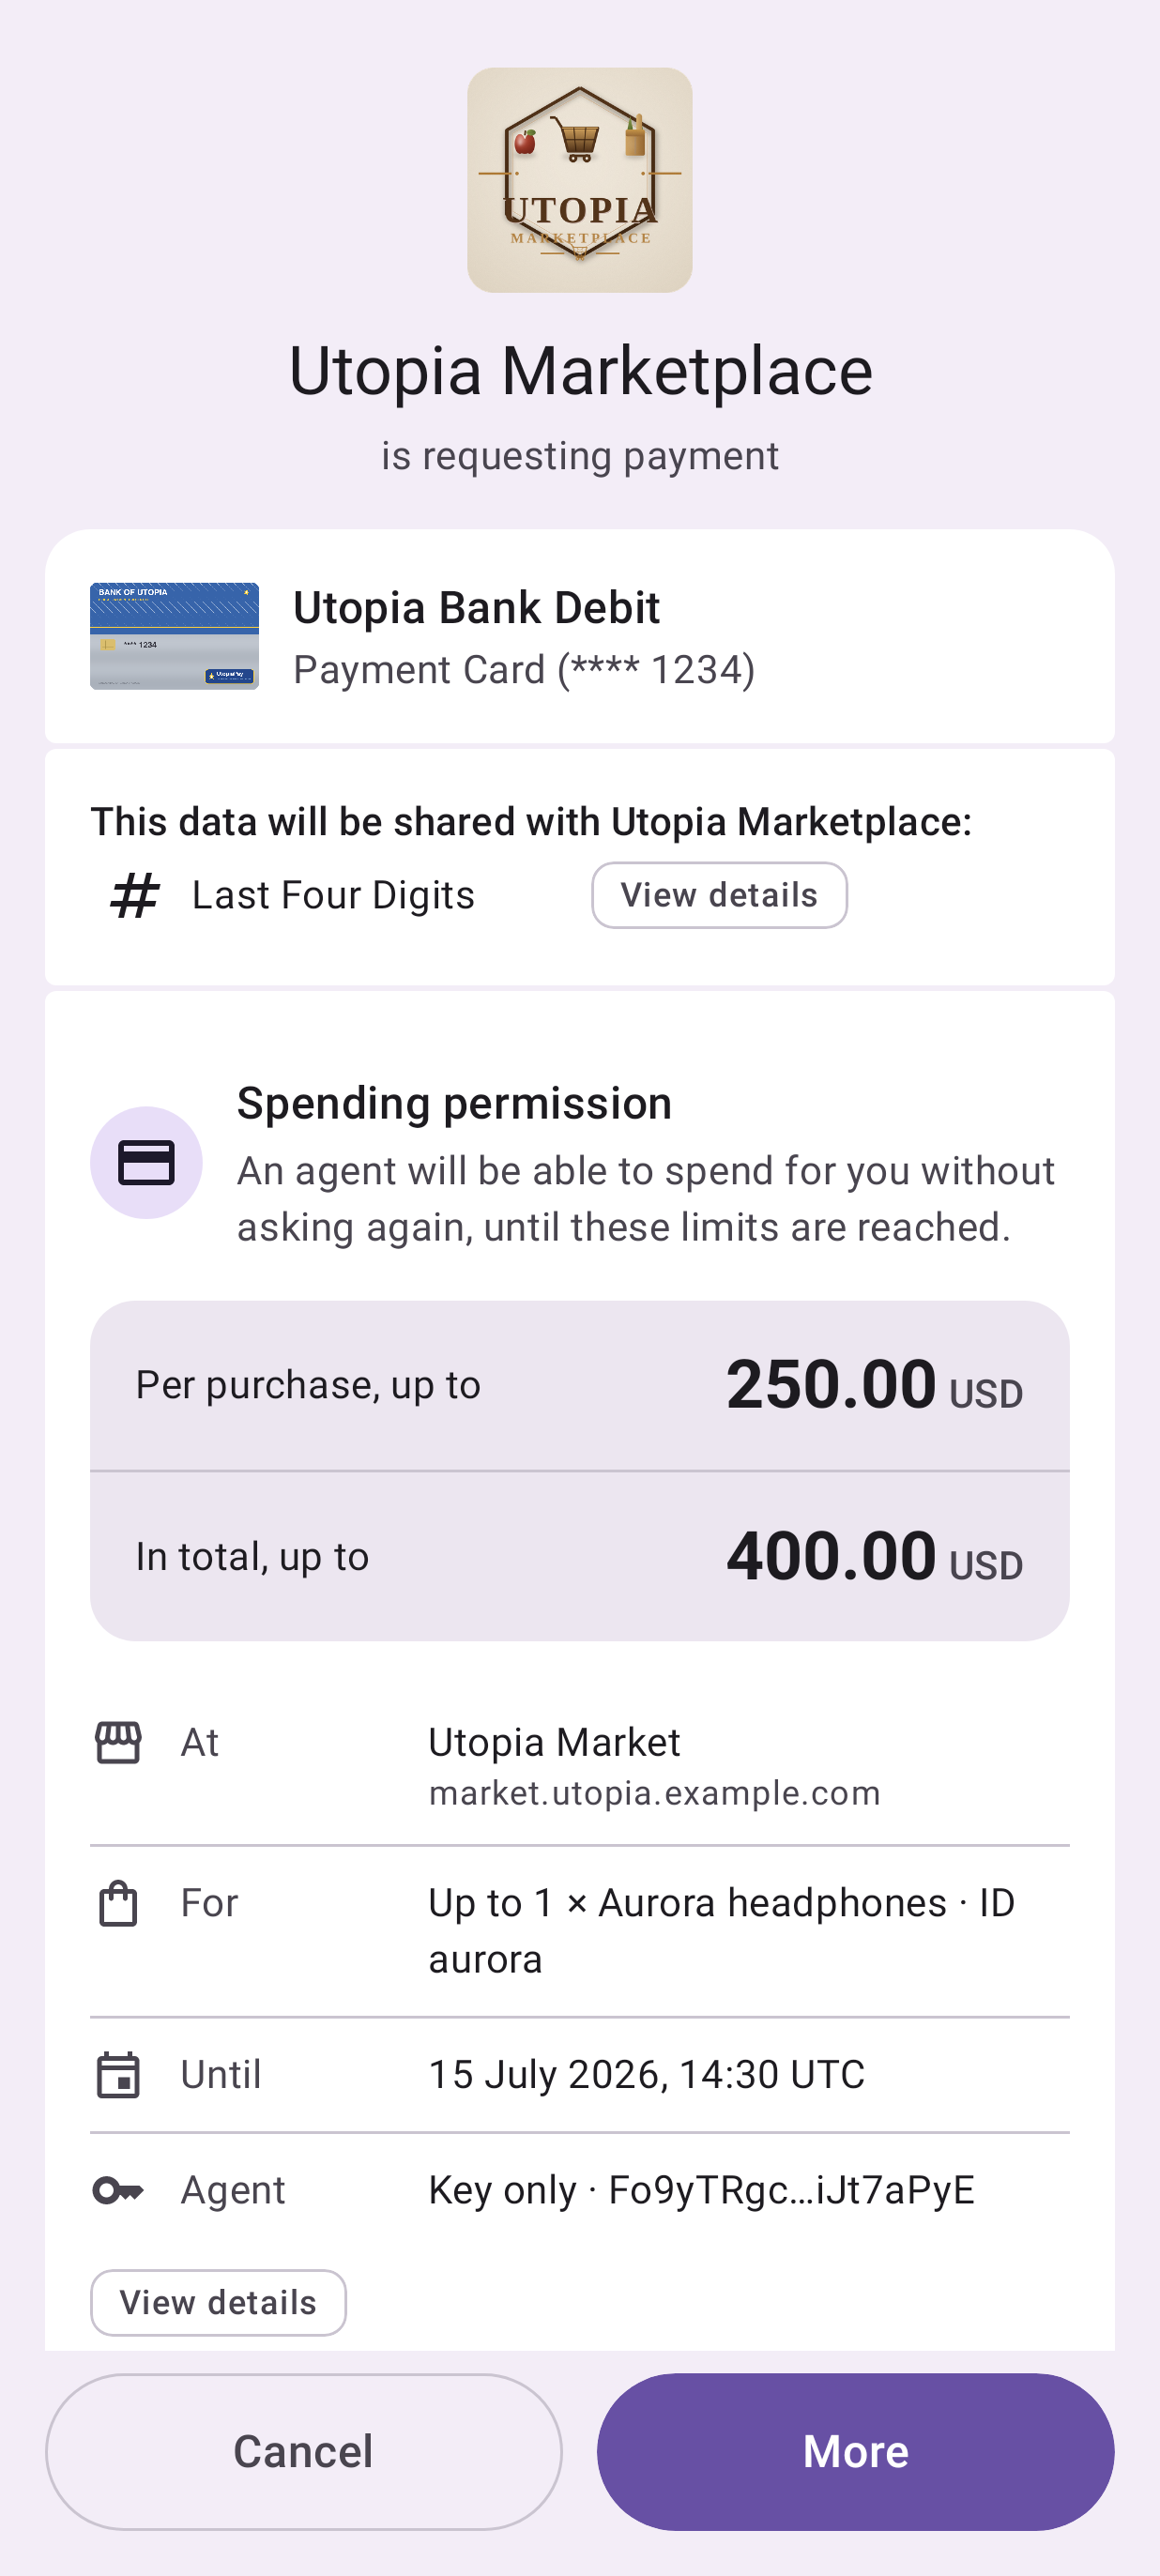 UTOPIA
MARKETPLACE
Utopia Marketplace
is requesting payment
BANK OF UTOPIA
**** 1234
UtopiaPay
Utopia Bank Debit
Payment Card (**** 1234)
This data will be shared with Utopia Marketplace:
Last Four Digits
View details
Spending permission
An agent will be able to spend for you without
asking again, until these limits are reached.
Per purchase, up to
250.00 USD
In total, up to
400.00 USD
At
Utopia Market
market.utopia.example.com
For
Up to 1 × Aurora headphones · ID
aurora
Until
15 July 2026, 14:30 UTC
Agent
Key only · Fo9yTRgc…iJt7aPyE
View details
Cancel
More